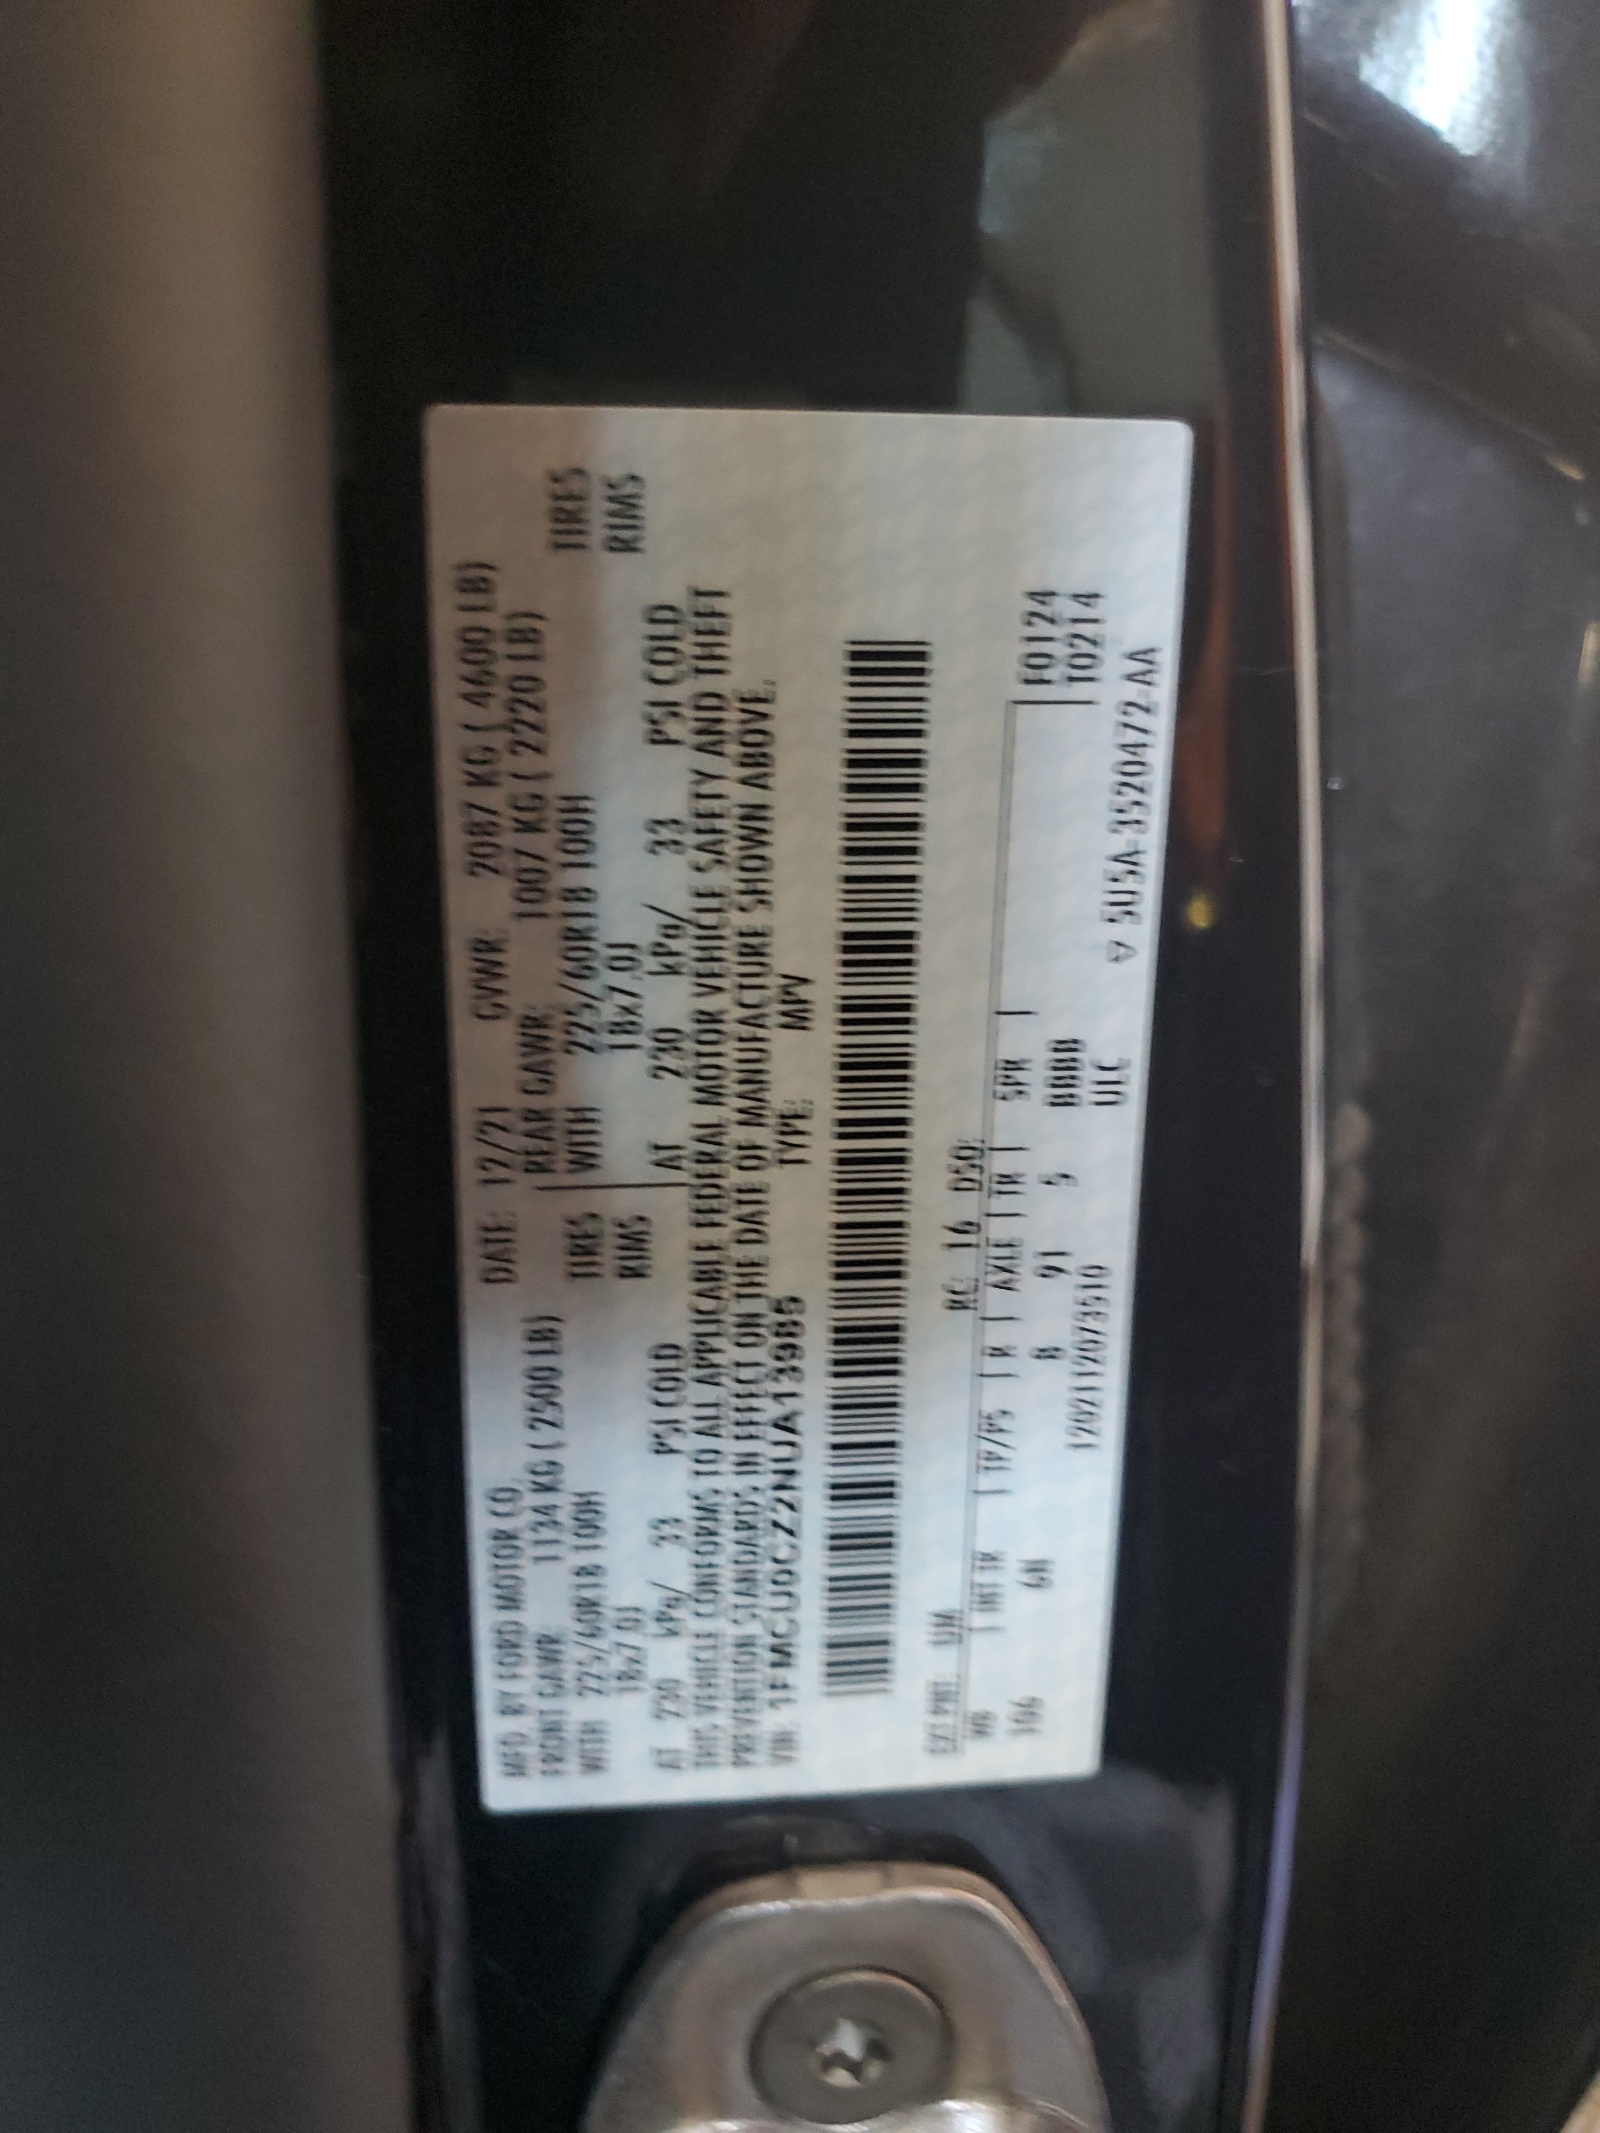 MFD. BY FORD MOTOR CO. DATE: 12/21 GVWR: 2087 KG ( 4600 LB)
FRONT GAWR: 1134 KG ( 2500 LB) REAR GAWR: 1007 KG ( 2220 LB)
WITH 225/60R18 100H TIRES WITH 225/60R18 100H TIRES
18x7.0J RIMS 18x7.0J RIMS
AT 230 kPa/ 33 PSI COLD AT 230 kPa/ 33 PSI COLD
THIS VEHICLE CONFORMS TO ALL APPLICABLE FEDERAL MOTOR VEHICLE SAFETY AND THEFT
PREVENTION STANDARDS IN EFFECT ON THE DATE OF MANUFACTURE SHOWN ABOVE.
VIN: 1FMCU0CZ2NUA13985 TYPE: MPV
EXT PNT: UM RC: 16 DSO:
WB INT TR TP/PS R AXLE TR SPR F0124
106 8 91 5 BBBB T0214
1202112073510 ULC
▽ 5U5A-3520472-AA